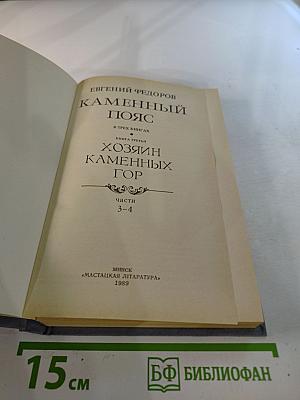 ЕВГЕНИЙ ФЕДОРОВ
КАМЕННЫЙ
ПОЯС
В ТРЕХ КНИГАХ
КНИГА ТРЕТЬЯ
ХОЗЯИН
КАМЕННЫХ
ГОР
ЧАСТИ
3–4
МИНСК
«МАСТАЦКАЯ ЛІТАРАТУРА»
1989
15 см
БФ БИБЛИОФАН